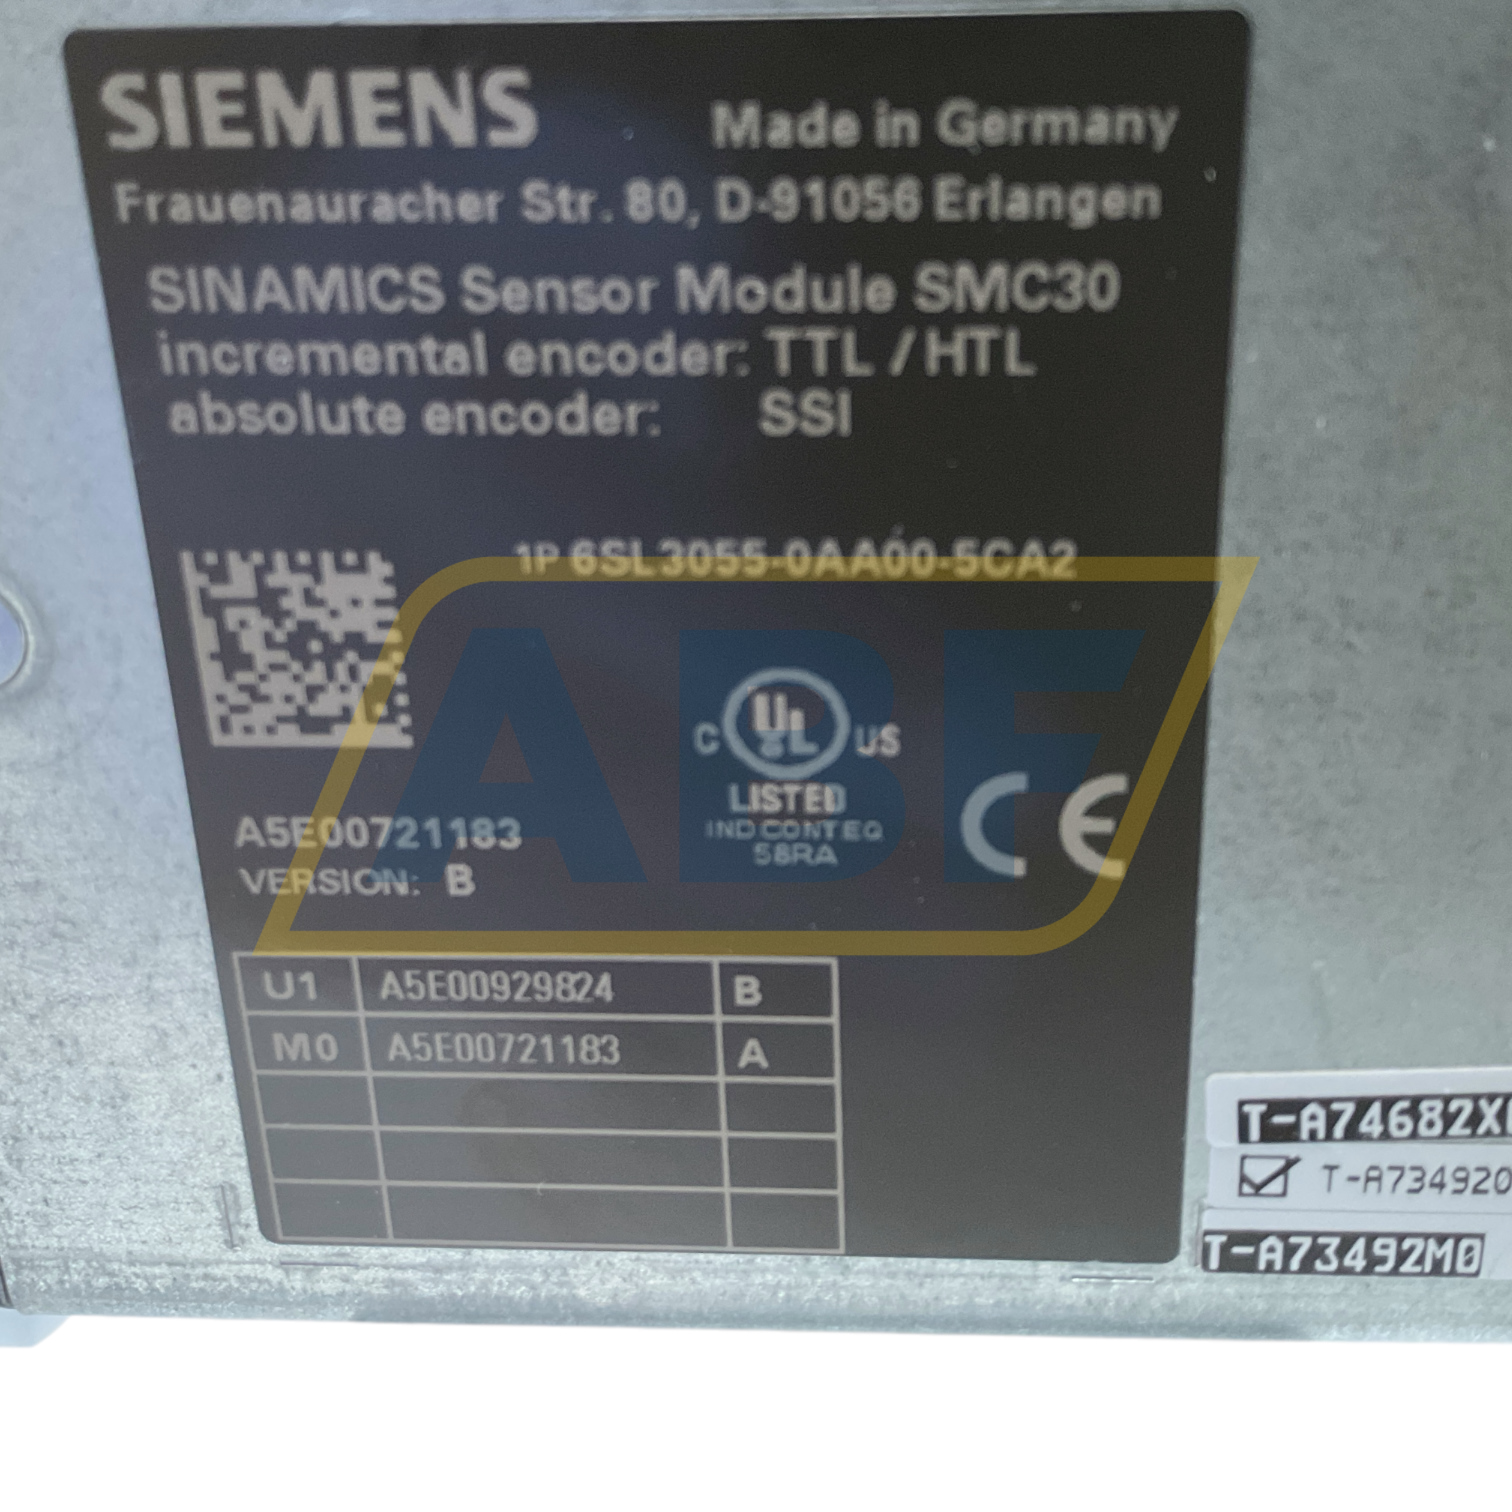 SIEMENS
Made in Germany
Frauenauracher Str. 80, D-91056 Erlangen
SINAMICS Sensor Module SMC30
incremental encoder: TTL / HTL
absolute encoder: SSI
1P 6SL3055-0AA00-5CA2
ABF
C UL US
LISTED
IND.CONT.EQ
58RA
CE
A5E00721183
VERSION: B
U1 A5E00929824 B
M0 A5E00721183 A
T-A74682X
T-A734920
T-A73492M0